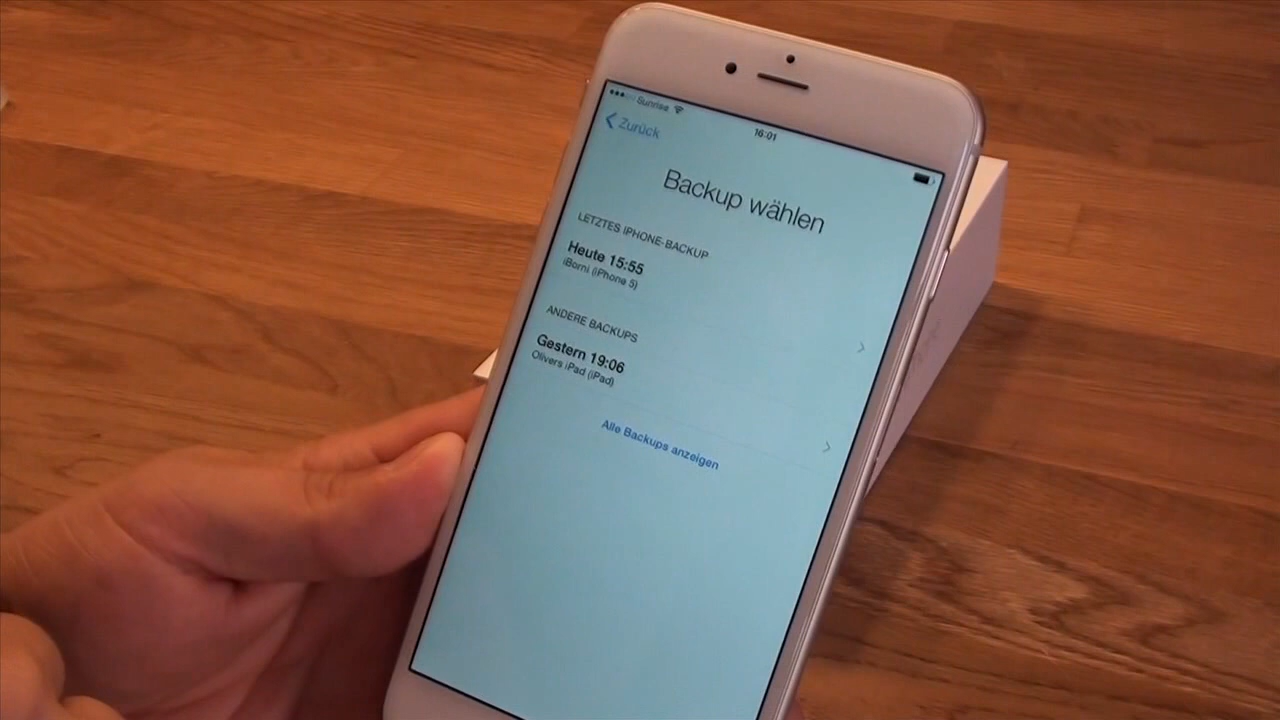 Sunrise
16:01
Zurück
Backup wählen
LETZTES IPHONE-BACKUP
Heute 15:55
iBorni (iPhone 5)
ANDERE BACKUPS
Gestern 19:06
Olivers iPad (iPad)
Alle Backups anzeigen